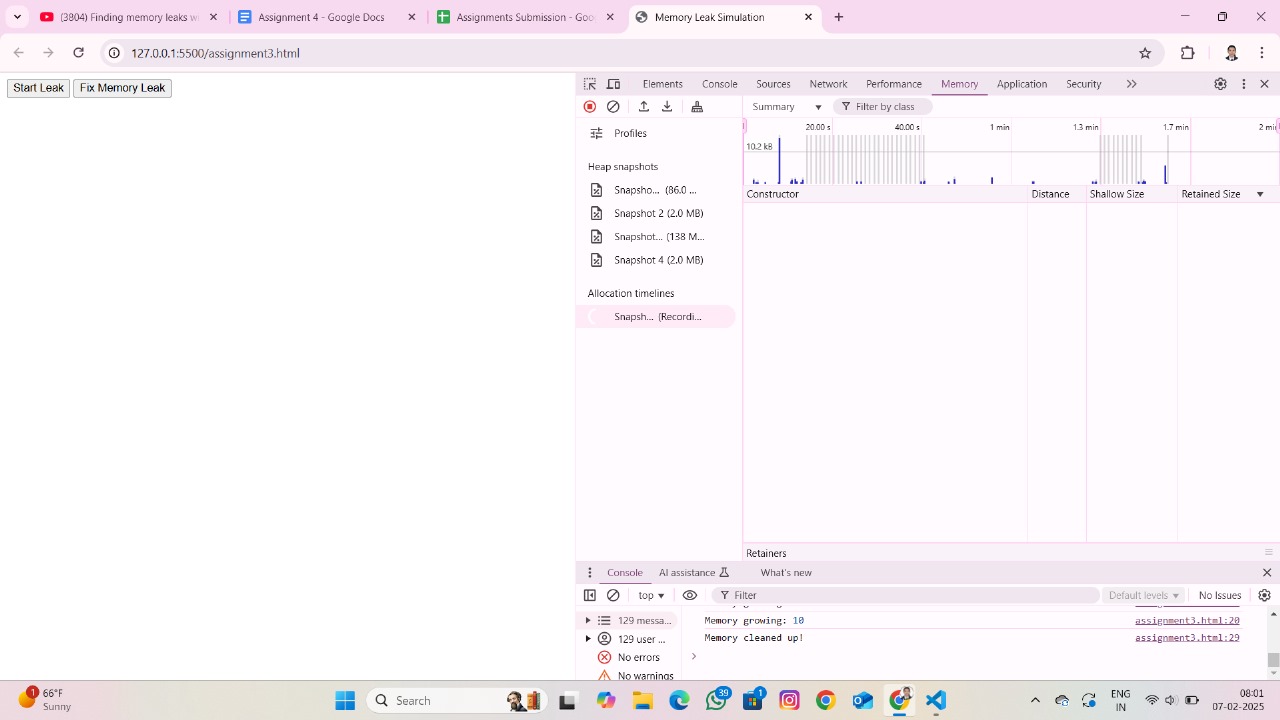 (3804) Finding memory leaks wi
Assignment 4 - Google Docs
Assignments Submission - Goo
Memory Leak Simulation
127.0.0.1:5500/assignment3.html
Start Leak
Fix Memory Leak
Elements
Console
Sources
Network
Performance
Memory
Application
Security
Summary
Filter by class
Profiles
20.00 s
40.00 s
1 min
1.3 min
1.7 min
2 min
10.2 kB
Heap snapshots
Constructor
Distance
Shallow Size
Retained Size
Snapsho... (86.0 ...
Snapshot 2 (2.0 MB)
Snapshot... (138 M...
Snapshot 4 (2.0 MB)
Allocation timelines
Snapsh... (Recordi...
Retainers
Console
AI assistance
What's new
top
Filter
Default levels
No Issues
129 messa...
129 user ...
No errors
No warnings
Memory growing: 10
assignment3.html:20
Memory cleaned up!
assignment3.html:29
1
66°F
Sunny
Search
39
1
ENG
IN
08:01
07-02-2025